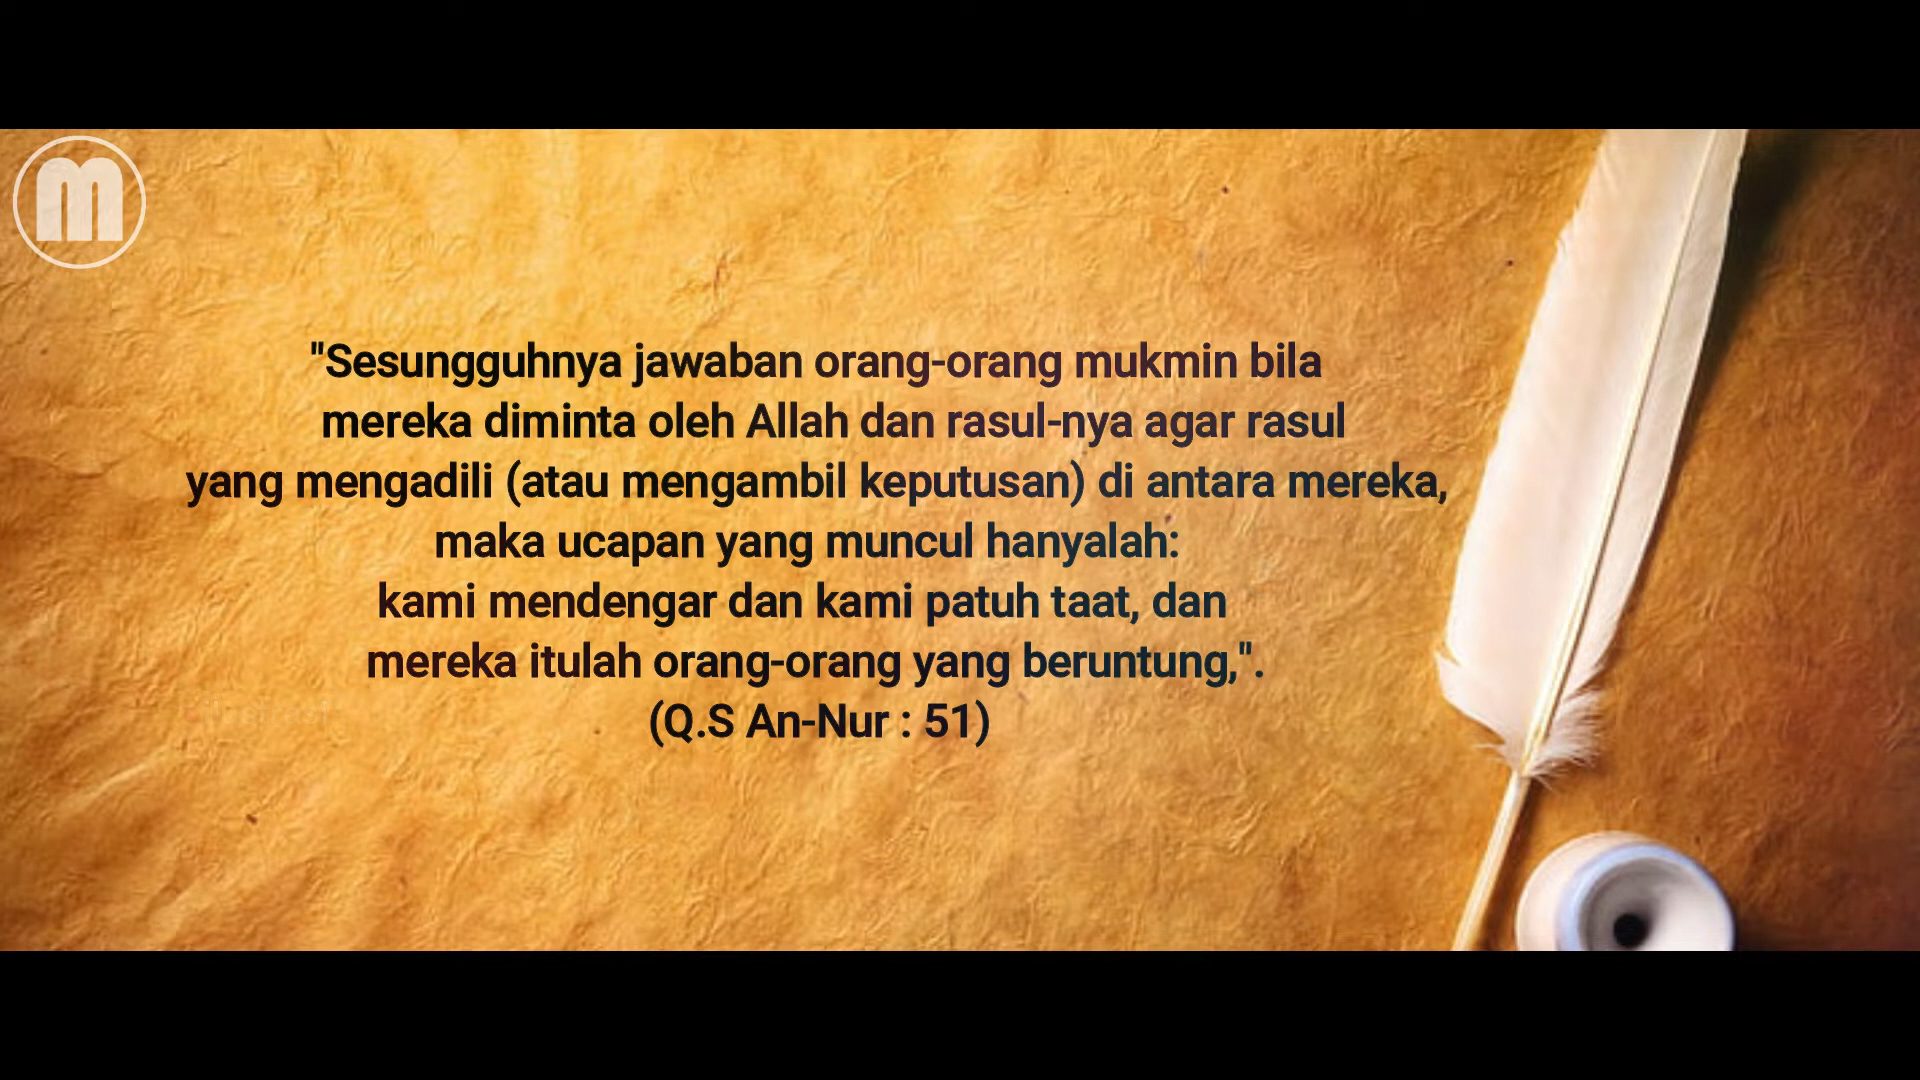 m
"Sesungguhnya jawaban orang-orang mukmin bila
mereka diminta oleh Allah dan rasul-nya agar rasul
yang mengadili (atau mengambil keputusan) di antara mereka,
maka ucapan yang muncul hanyalah:
kami mendengar dan kami patuh taat, dan
mereka itulah orang-orang yang beruntung,".
(Q.S An-Nur : 51)